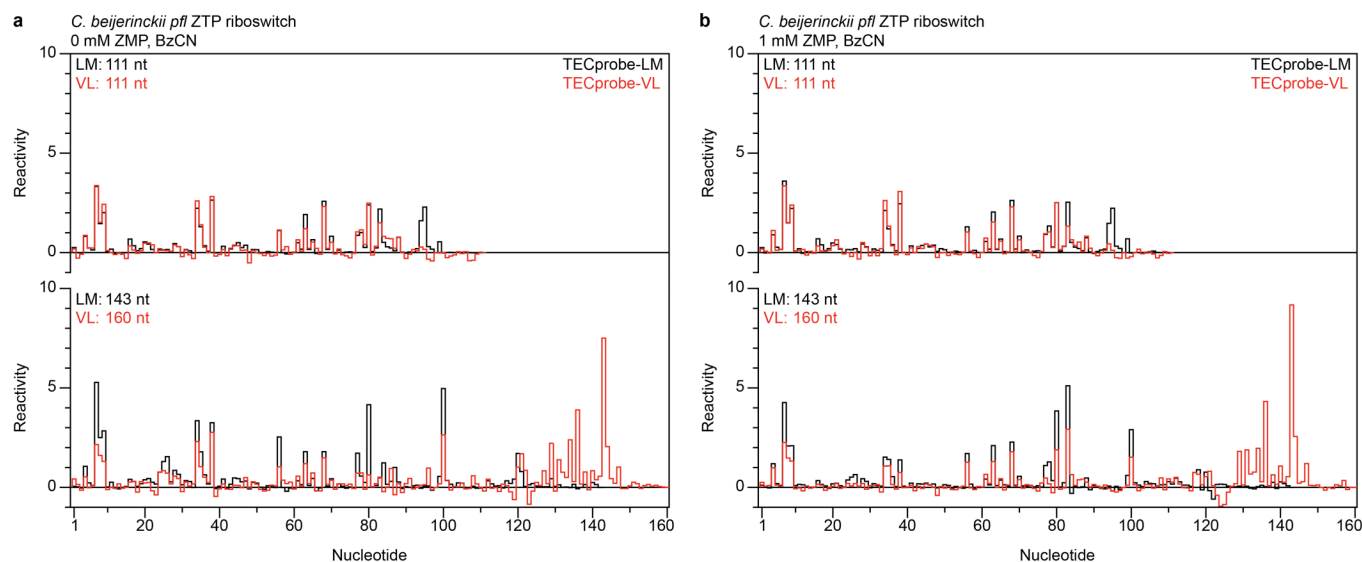 a
C. beijerinckii pfl ZTP riboswitch
0 mM ZMP, BzCN
10
LM: 111 nt
VL: 111 nt
TECprobe-LM
TECprobe-VL
Reactivity
5
0
10
LM: 143 nt
VL: 160 nt
Reactivity
5
0
1 20 40 60 80 100 120 140 160
Nucleotide
b
C. beijerinckii pfl ZTP riboswitch
1 mM ZMP, BzCN
10
LM: 111 nt
VL: 111 nt
TECprobe-LM
TECprobe-VL
Reactivity
5
0
10
LM: 143 nt
VL: 160 nt
Reactivity
5
0
1 20 40 60 80 100 120 140 160
Nucleotide